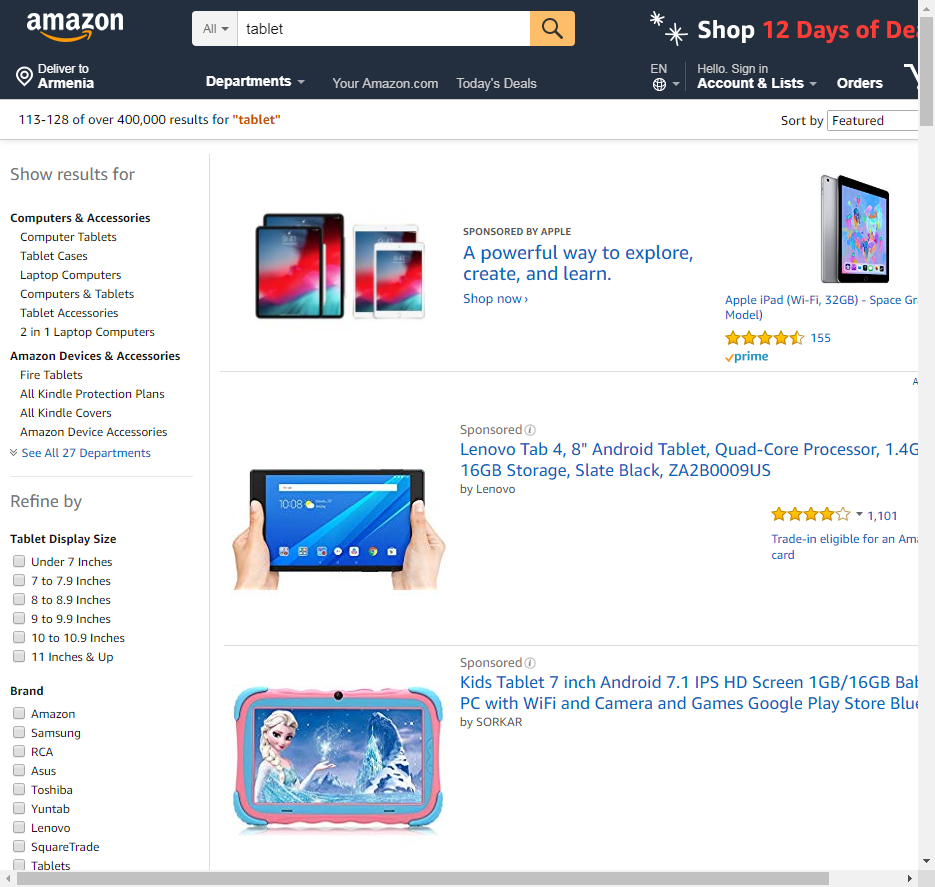 amazon
All
tablet
Shop 12 Days of Dea
Deliver to
Armenia
Departments
Your Amazon.com
Today's Deals
EN
Hello. Sign in
Account & Lists
Orders
113-128 of over 400,000 results for "tablet"
Sort by Featured
Show results for
Computers & Accessories
Computer Tablets
Tablet Cases
Laptop Computers
Computers & Tablets
Tablet Accessories
2 in 1 Laptop Computers
Amazon Devices & Accessories
Fire Tablets
All Kindle Protection Plans
All Kindle Covers
Amazon Device Accessories
See All 27 Departments
Refine by
Tablet Display Size
Under 7 Inches
7 to 7.9 Inches
8 to 8.9 Inches
9 to 9.9 Inches
10 to 10.9 Inches
11 Inches & Up
Brand
Amazon
Samsung
RCA
Asus
Toshiba
Yuntab
Lenovo
SquareTrade
Tablets
SPONSORED BY APPLE
A powerful way to explore,
create, and learn.
Shop now ›
Apple iPad (Wi-Fi, 32GB) - Space Gr
Model)
155
prime
A
Sponsored
Lenovo Tab 4, 8" Android Tablet, Quad-Core Processor, 1.4G
16GB Storage, Slate Black, ZA2B0009US
by Lenovo
10:08
1,101
Trade-in eligible for an Ama
card
Sponsored
Kids Tablet 7 inch Android 7.1 IPS HD Screen 1GB/16GB Bab
PC with WiFi and Camera and Games Google Play Store Blue
by SORKAR